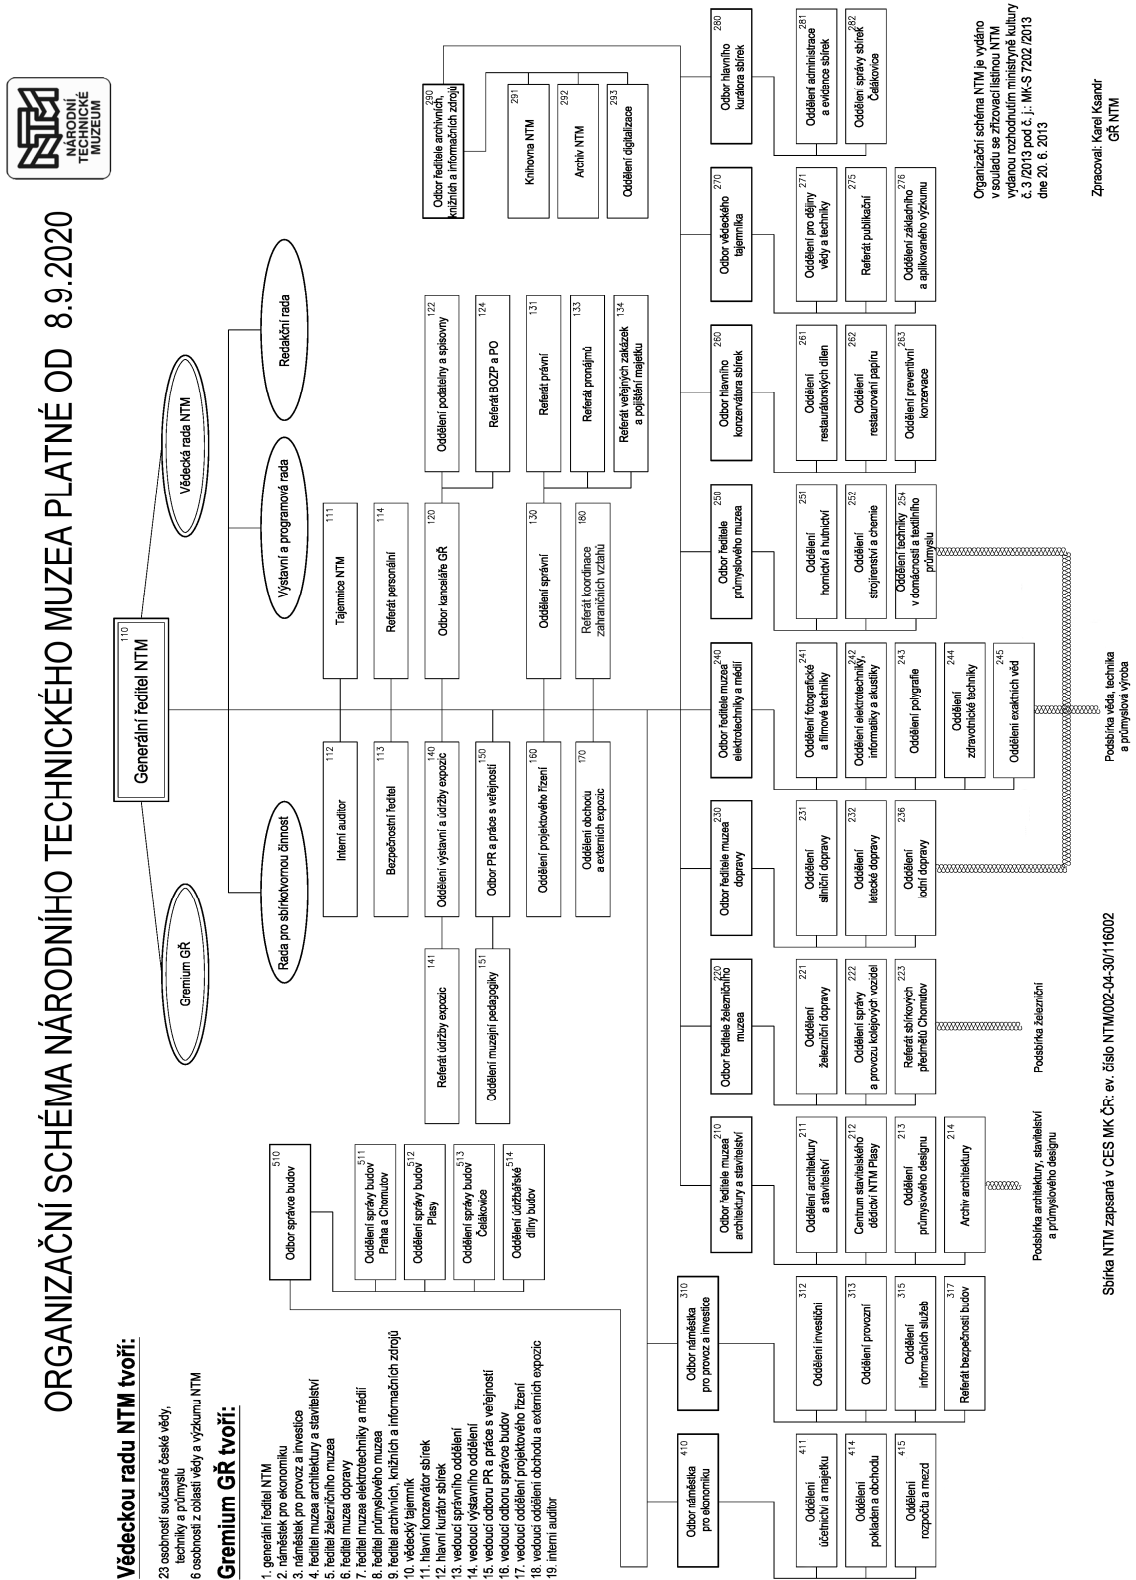 ORGANIZAČNÍ SCHÉMA NÁRODNÍHO TECHNICKÉHO MUZEA PLATNÉ OD 8.9.2020
NTM
NÁRODNÍ
TECHNICKÉ
MUZEUM
Vědeckou radu NTM tvoří:
23 osobností současné české vědy,
techniky a průmyslu
6 osobností z oblasti vědy a výzkumu NTM
Gremium GŘ tvoří:
1. generální ředitel NTM
2. náměstek pro ekonomiku
3. náměstek pro provoz a investice
4. ředitel muzea architektury a stavitelství
5. ředitel železničního muzea
6. ředitel muzea dopravy
7. ředitel muzea elektrotechniky a médií
8. ředitel průmyslového muzea
9. ředitel archivních, knižních a informačních zdrojů
10. vědecký tajemník
11. hlavní konzervátor sbírek
12. hlavní kurátor sbírek
13. vedoucí správního oddělení
14. vedoucí výstavního oddělení
15. vedoucí odboru PR a práce s veřejností
16. vedoucí odboru správce budov
17. vedoucí oddělení projektového řízení
18. vedoucí oddělení obchodu a externích expozic
19. interní auditor
110
Generální ředitel NTM
Gremium GŘ
Vědecká rada NTM
Rada pro sbírkotvornou činnost
Výstavní a programová rada
Redakční rada
112
Interní auditor
111
Tajemnice NTM
113
Bezpečnostní ředitel
114
Referát personální
141
Referát údržby expozic
140
Oddělení výstavní a údržby expozic
120
Odbor kanceláře GŘ
122
Oddělení podatelny a spisovny
151
Oddělení muzejní pedagogiky
150
Odbor PR a práce s veřejností
124
Referát BOZP a PO
160
Oddělení projektového řízení
130
Oddělení správní
131
Referát právní
170
Oddělení obchodu
a externích expozic
180
Referát koordinace
zahraničních vztahů
133
Referát pronájmů
134
Referát veřejných zakázek
a pojištění majetku
510
Odbor správce budov
511
Oddělení správy budov
Praha a Chomutov
512
Oddělení správy budov
Plasy
513
Oddělení správy budov
Čelákovice
514
Oddělení údržbářské
dílny budov
290
Odbor ředitele archivních,
knižních a informačních zdrojů
291
Knihovna NTM
292
Archiv NTM
293
Oddělení digitalizace
410
Odbor náměstka
pro ekonomiku
411
Oddělení
účetnictví a majetku
414
Oddělení
pokladen a obchodu
415
Oddělení
rozpočtu a mezd
310
Odbor náměstka
pro provoz a investice
312
Oddělení investiční
313
Oddělení provozní
315
Oddělení
informačních služeb
317
Referát bezpečnosti budov
210
Odbor ředitele muzea
architektury a stavitelství
211
Oddělení architektury
a stavitelství
212
Centrum stavitelského
dědictví NTM Plasy
213
Oddělení
průmyslového designu
214
Archiv architektury
Podsbírka architektury, stavitelství
a průmyslového designu
220
Odbor ředitele železničního
muzea
221
Oddělení
železniční dopravy
222
Oddělení správy
a provozu kolejových vozidel
223
Referát sbírkových
předmětů Chomutov
Podsbírka železniční
230
Odbor ředitele muzea
dopravy
231
Oddělení
silniční dopravy
232
Oddělení
letecké dopravy
236
Oddělení
lodní dopravy
240
Odbor ředitele muzea
elektrotechniky a médií
241
Oddělení fotografické
a filmové techniky
242
Oddělení elektrotechniky,
informatiky a akustiky
243
Oddělení polygrafie
244
Oddělení
zdravotnické techniky
245
Oddělení exaktních věd
Podsbírka věda, technika
a průmyslová výroba
250
Odbor ředitele
průmyslového muzea
251
Oddělení
hornictví a hutnictví
252
Oddělení
strojírenství a chemie
254
Oddělení techniky
v domácnosti a textilního
průmyslu
260
Odbor hlavního
konzervátora sbírek
261
Oddělení
restaurátorských dílen
262
Oddělení
restaurování papíru
263
Oddělení preventivní
konzervace
270
Odbor vědeckého
tajemníka
271
Oddělení pro dějiny
vědy a techniky
275
Referát publikační
276
Oddělení základního
a aplikovaného výzkumu
280
Odbor hlavního
kurátora sbírek
281
Oddělení administrace
a evidence sbírek
282
Oddělení správy sbírek
Čelákovice
Sbírka NTM zapsaná v CES MK ČR: ev. číslo NTM/002-04-30/116002
Organizační schéma NTM je vydáno
v souladu se zřizovací listinou NTM
vydanou rozhodnutím ministryně kultury
č. 3 /2013 pod č. j.: MK-S 7202 /2013
dne 20. 6. 2013
Zpracoval: Karel Ksandr
GŘ NTM